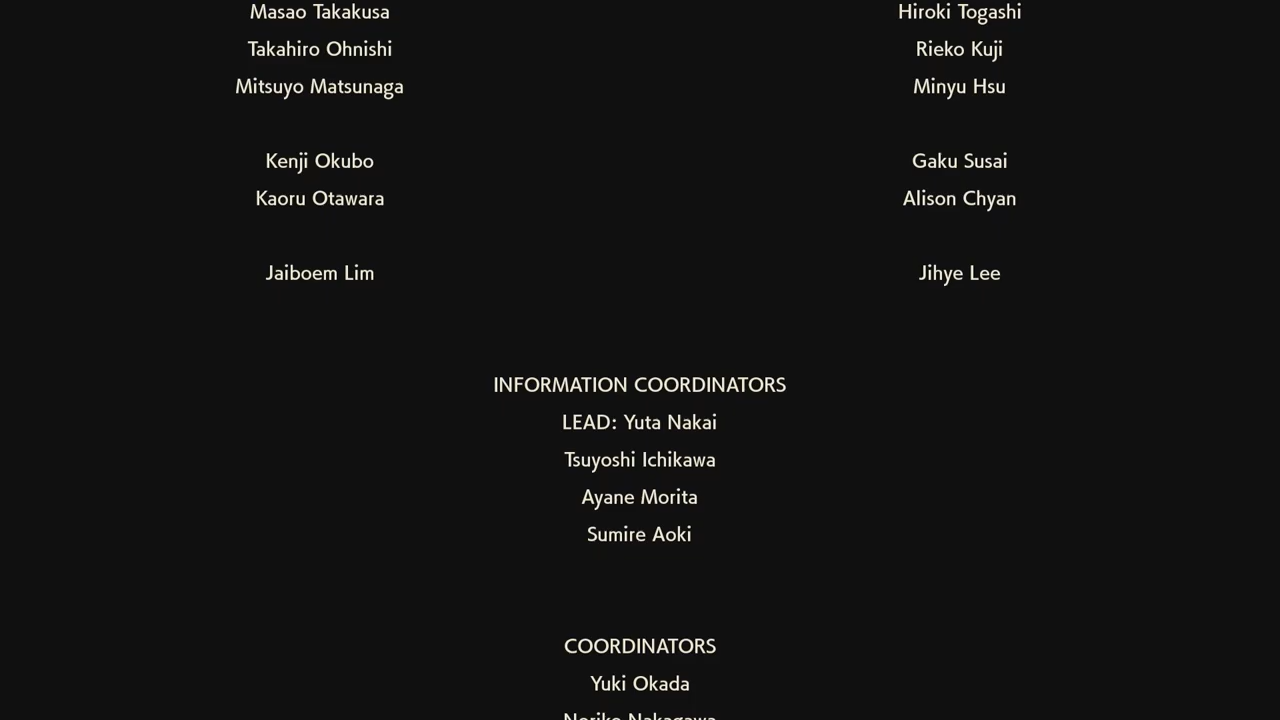 Masao Takakusa
Hiroki Togashi
Takahiro Ohnishi
Rieko Kuji
Mitsuyo Matsunaga
Minyu Hsu
Kenji Okubo
Gaku Susai
Kaoru Otawara
Alison Chyan
Jaiboem Lim
Jihye Lee
INFORMATION COORDINATORS
LEAD: Yuta Nakai
Tsuyoshi Ichikawa
Ayane Morita
Sumire Aoki
COORDINATORS
Yuki Okada